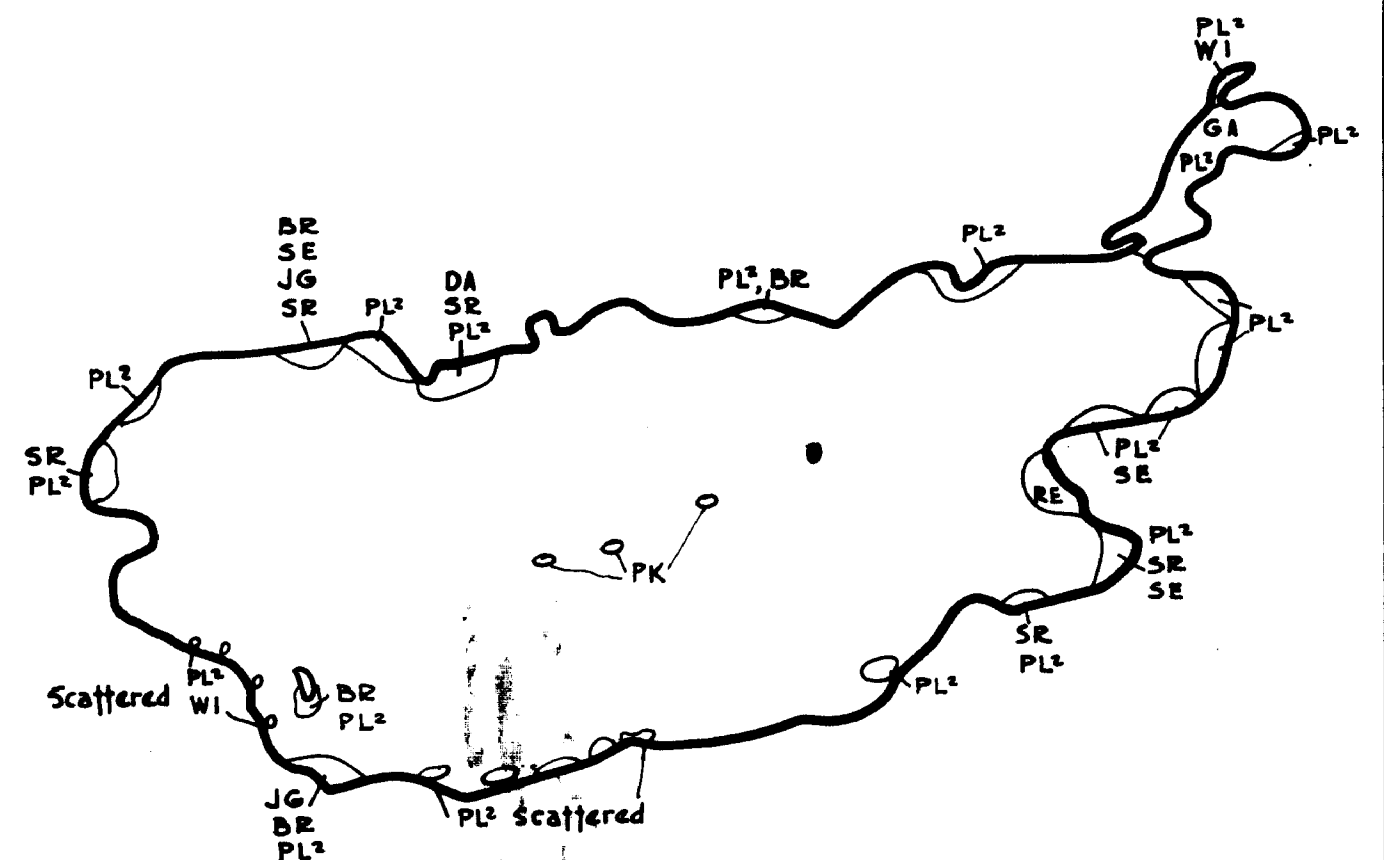 PL²
WI
GA
PL²
PL²
BR
SE
JG
SR
PL²
DA
SR
PL²
PL², BR
PL²
PL²
PL²
SR
PL²
PL²
SE
RE
PL²
SR
SE
PK
SR
PL²
PL²
Scattered
PL²
WI
BR
PL²
JG
BR
PL²
PL² Scattered